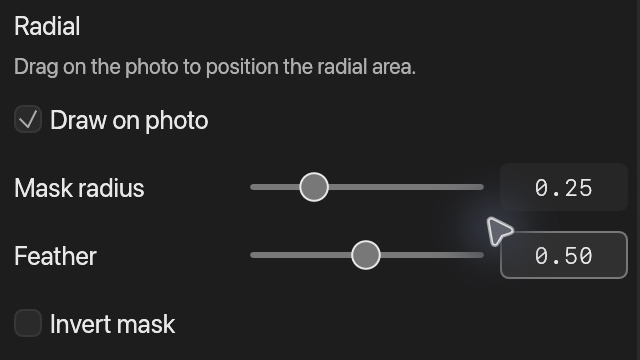 Radial
Drag on the photo to position the radial area.
Draw on photo
Mask radius 0.25
Feather 0.50
Invert mask